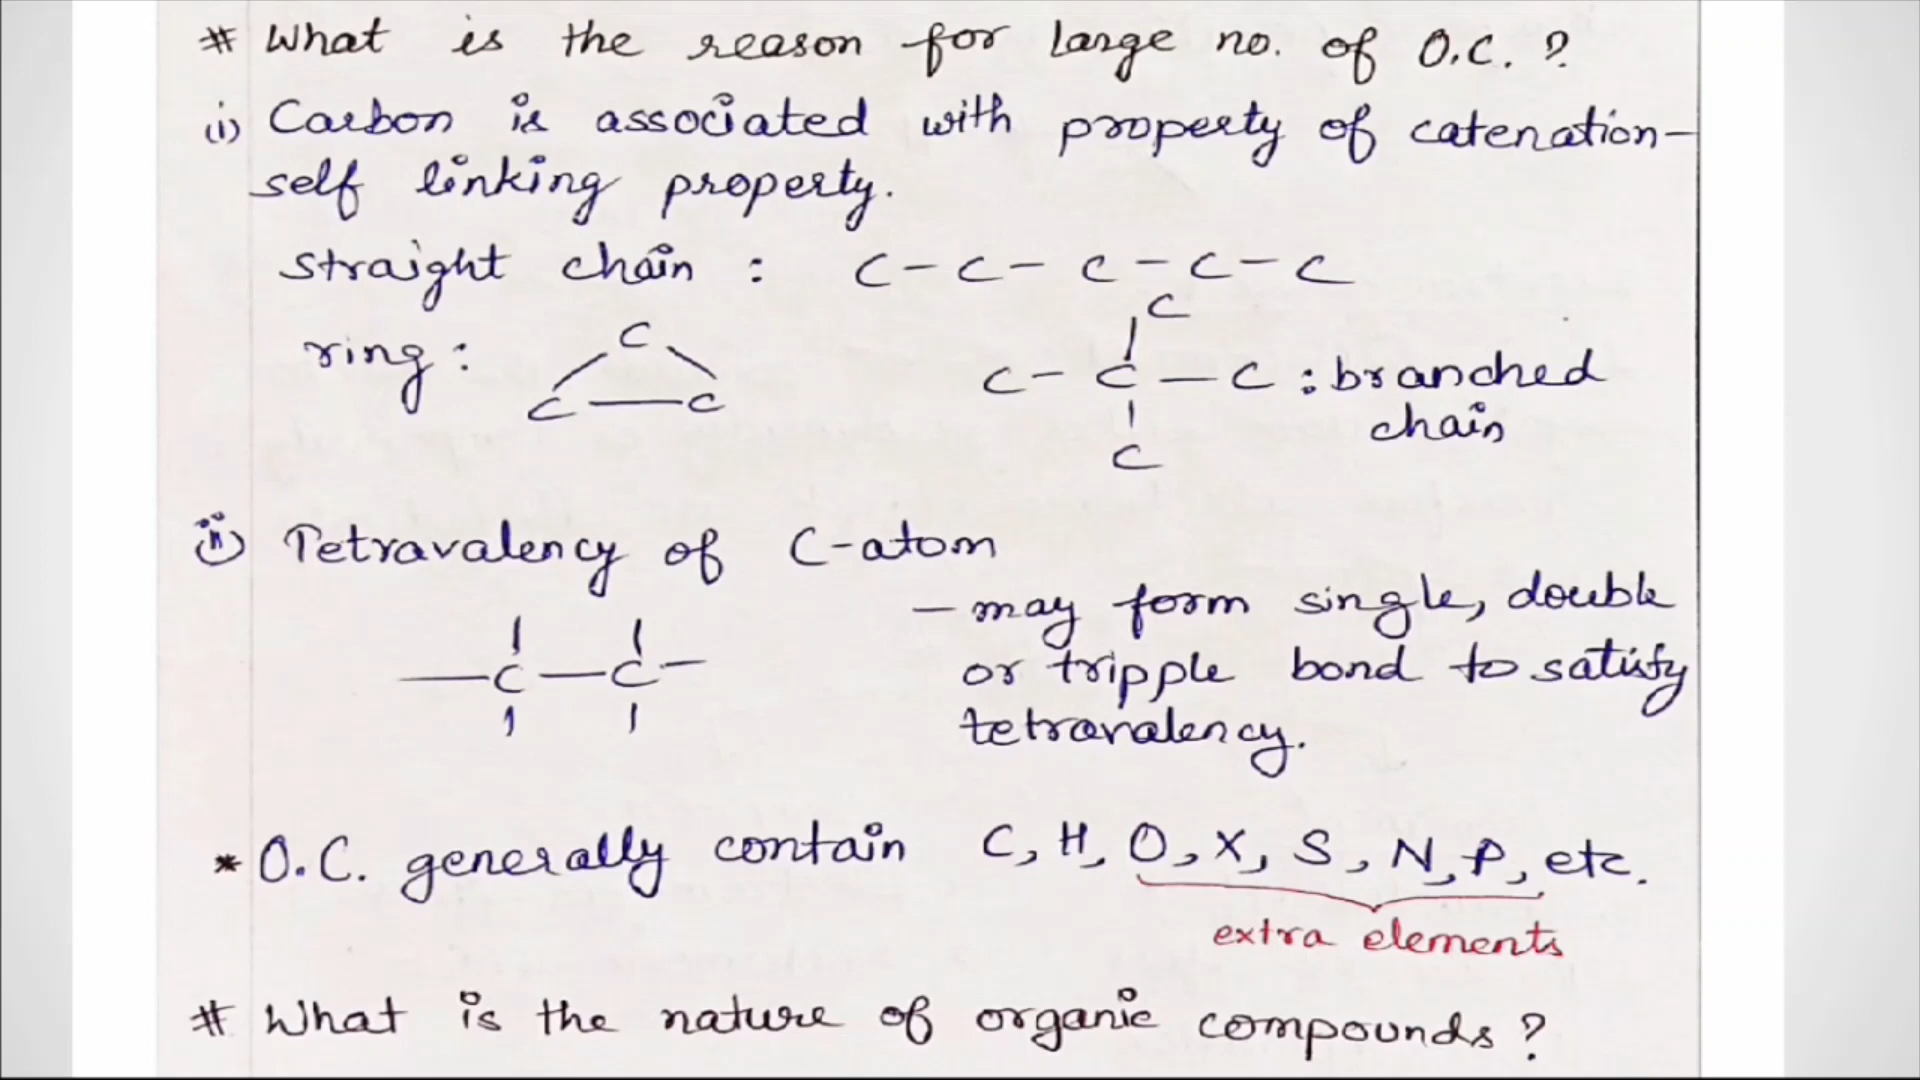 # What is the reason for large no. of O.C.?
(i) Carbon is associated with property of catenation-
self linking property.
straight chain : C - C - C - C - C
C
ring : C
C - C - C : branched
C C
chain
C
(ii) Tetravalency of C-atom
- may form single, double
- C - C -
or tripple bond to satisfy
tetravalency.
* O.C. generally contain C, H, O, X, S, N, P, etc.
extra elements
# What is the nature of organic compounds?